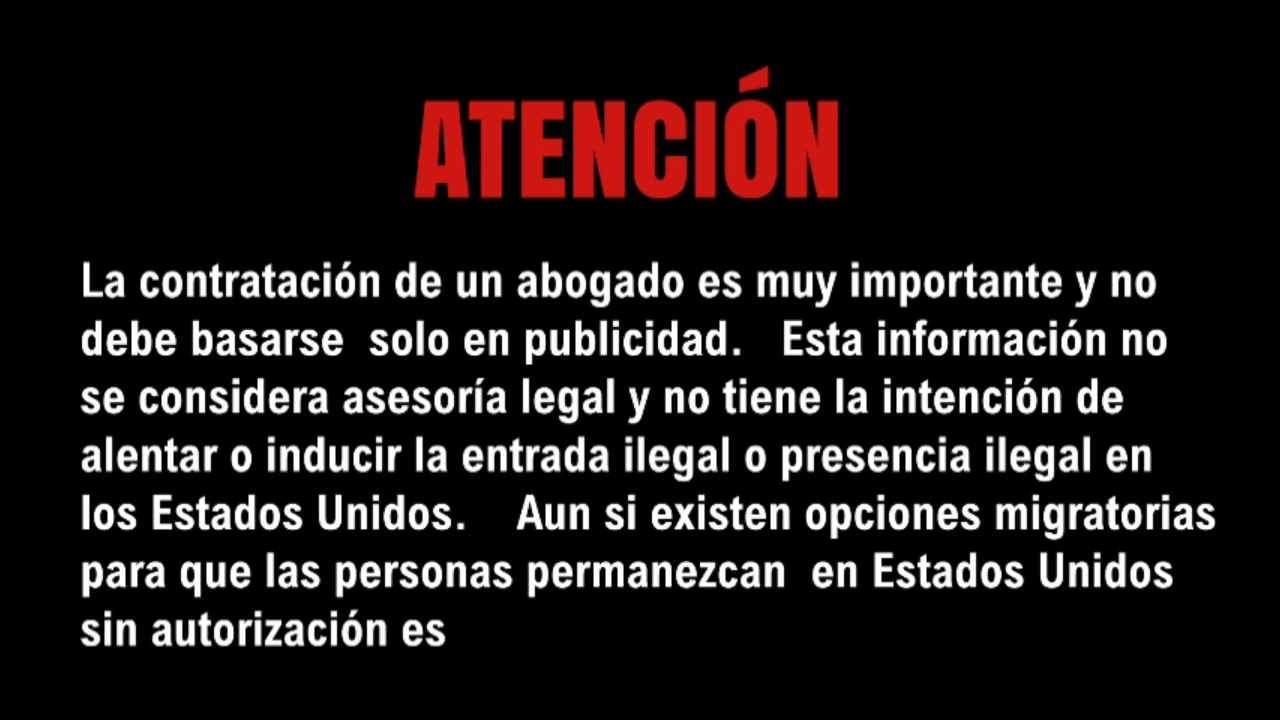 ATENCIÓN
La contratación de un abogado es muy importante y no
debe basarse  solo en publicidad.   Esta información no
se considera asesoría legal y no tiene la intención de
alentar o inducir la entrada ilegal o presencia ilegal en
los Estados Unidos.    Aun si existen opciones migratorias
para que las personas permanezcan  en Estados Unidos
sin autorización es